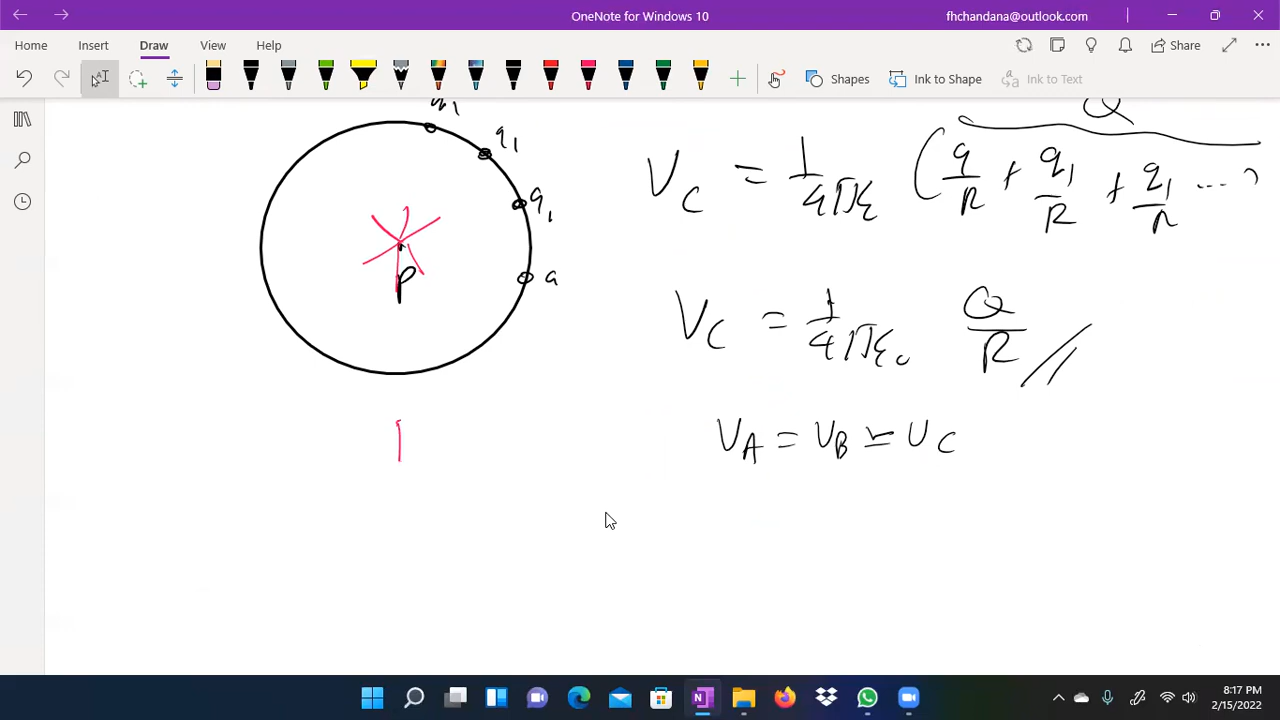 OneNote for Windows 10
fhchandana@outlook.com
Home Insert Draw View Help
Share
Shapes
Ink to Shape
Ink to Text
q1
q1
q1
a
P
Q
VC = 1/4πε (q/R + q1/R + q1/R ...)
VC = 1/4πε0 Q/R //
VA = VB = VC
8:17 PM
2/15/2022